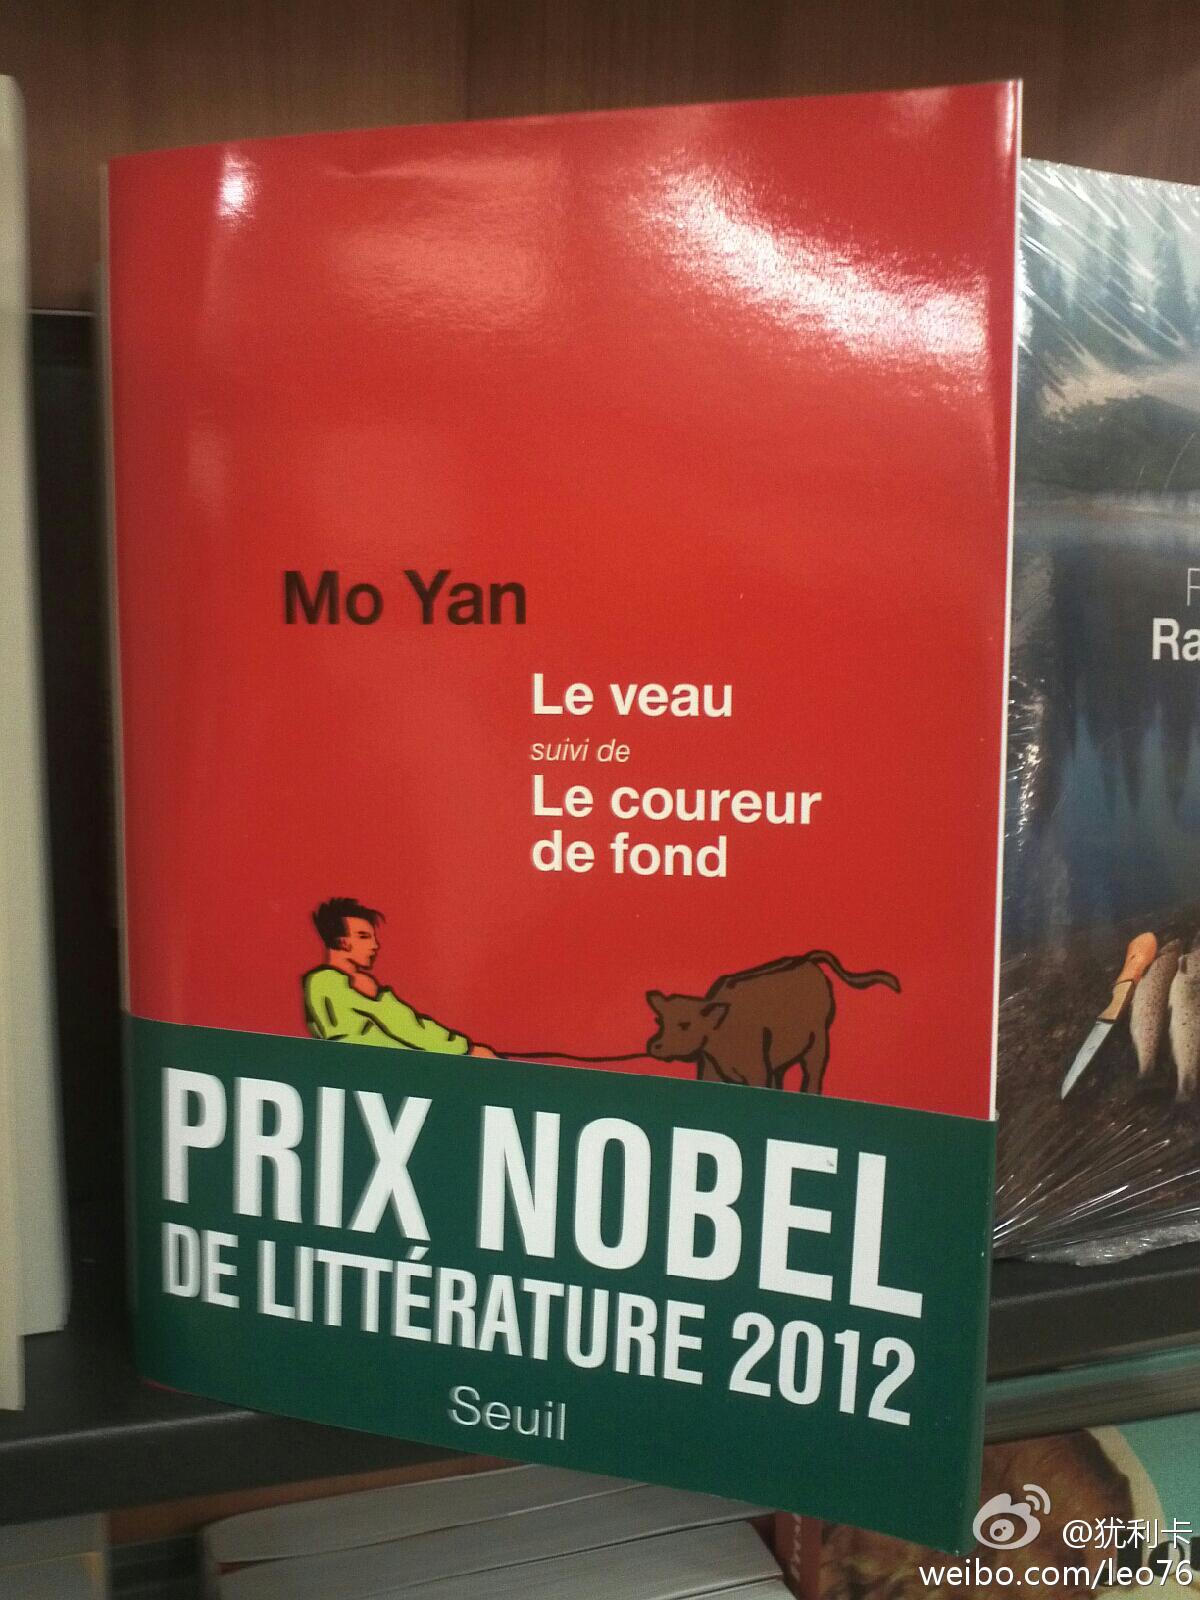 Mo Yan
Le veau
suivi de
Le coureur
de fond
PRIX NOBEL
DE LITTÉRATURE 2012
Seuil
@犹利卡
weibo.com/leo76